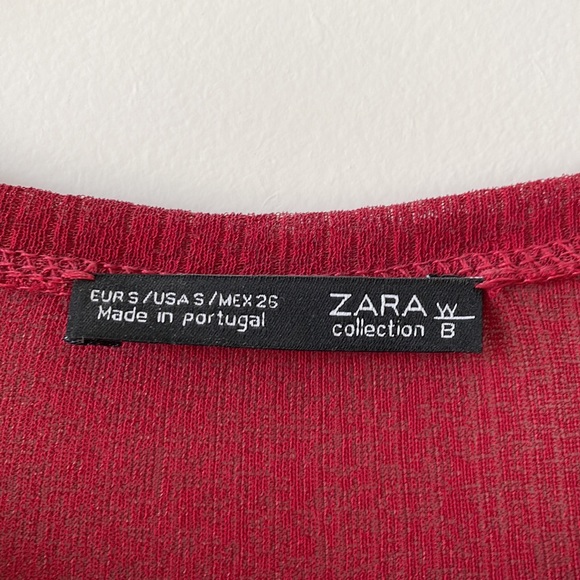 EUR S / USA S / MEX 26
Made in portugal
ZARA W
collection B